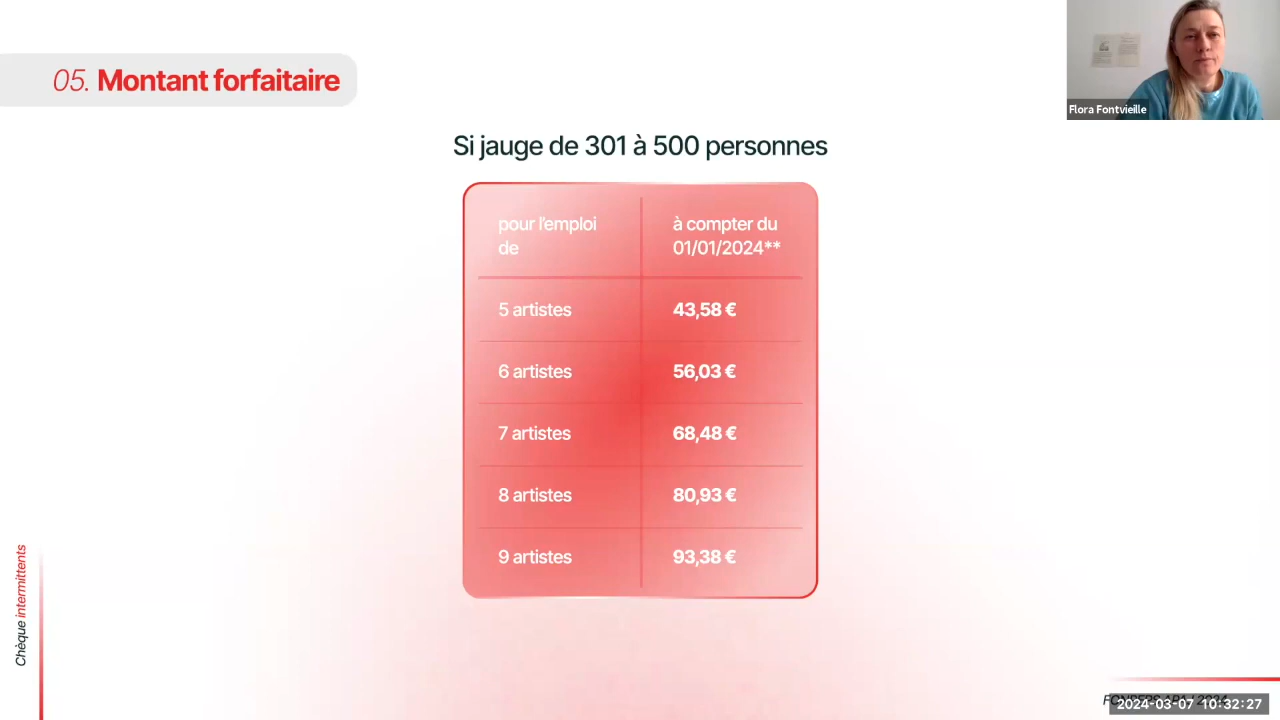 05. Montant forfaitaire
Flora Fontvieille
Si jauge de 301 à 500 personnes
pour l'emploi
de
à compter du
01/01/2024**
5 artistes
43,58 €
6 artistes
56,03 €
7 artistes
68,48 €
8 artistes
80,93 €
9 artistes
93,38 €
Chèque intermittents
2024-03-07 10:32:27